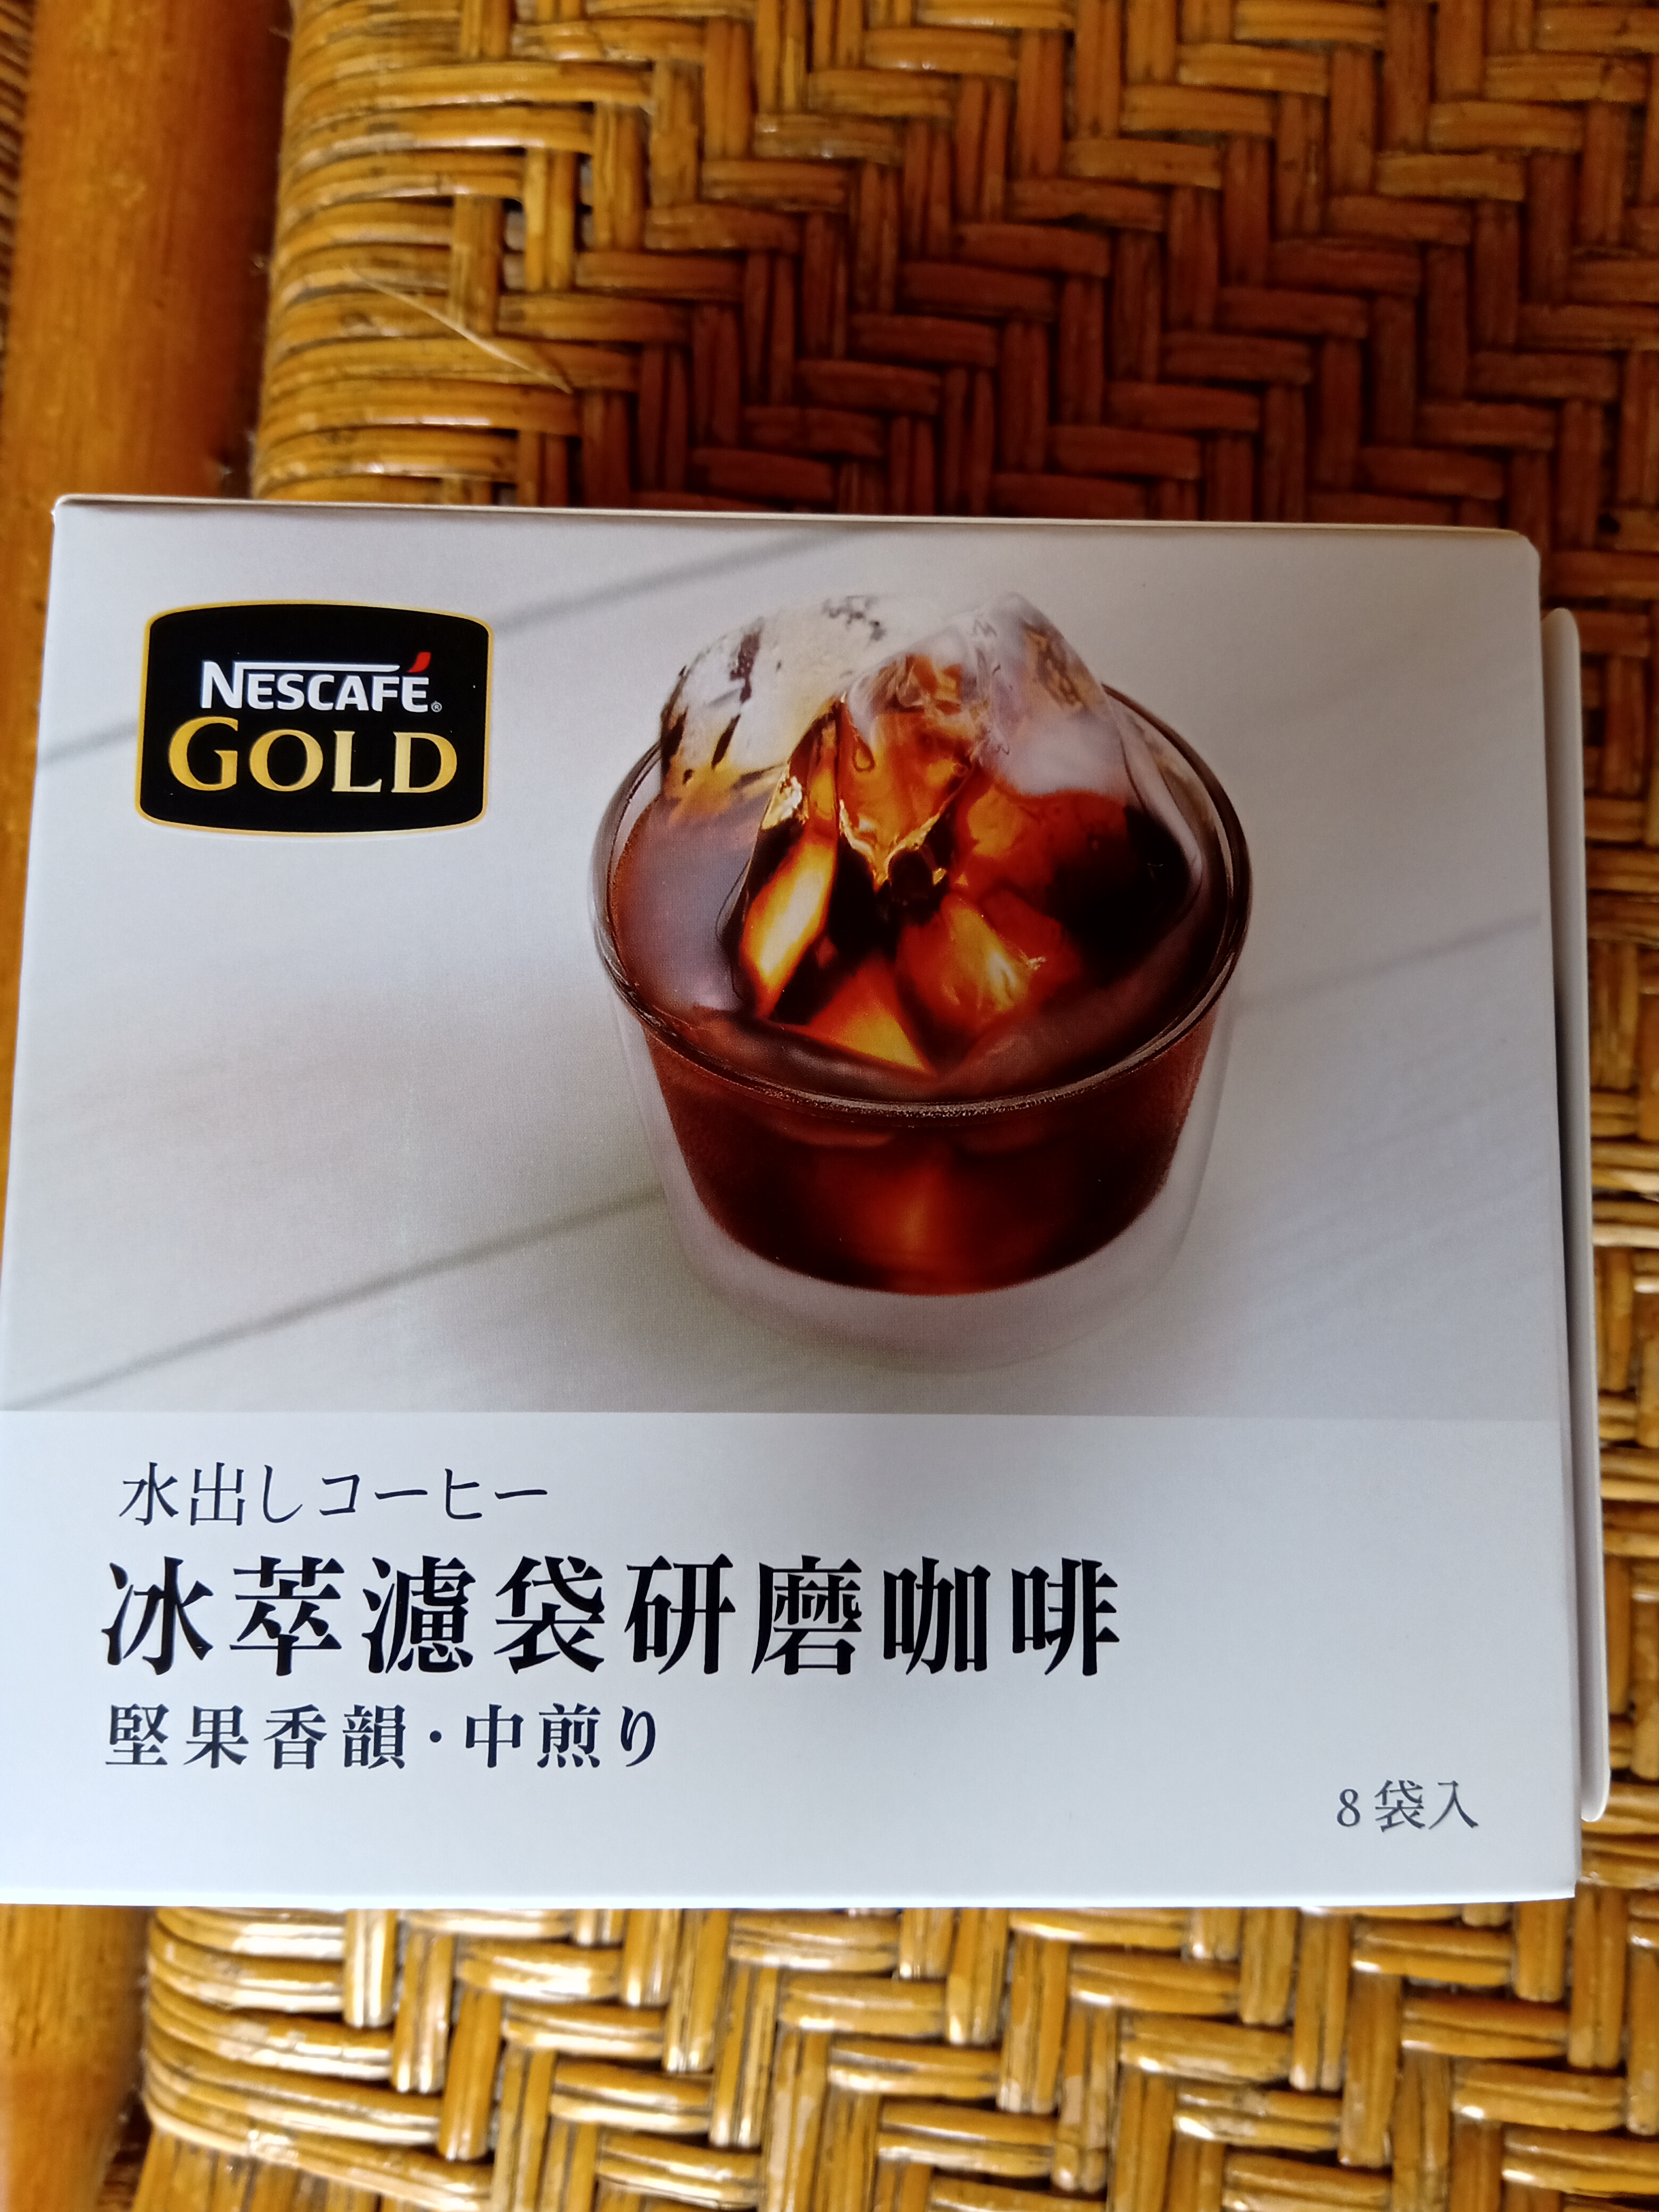 NESCAFÉ®
GOLD
水出しコーヒー
冰萃濾袋研磨咖啡
堅果香韻·中煎り
8袋入